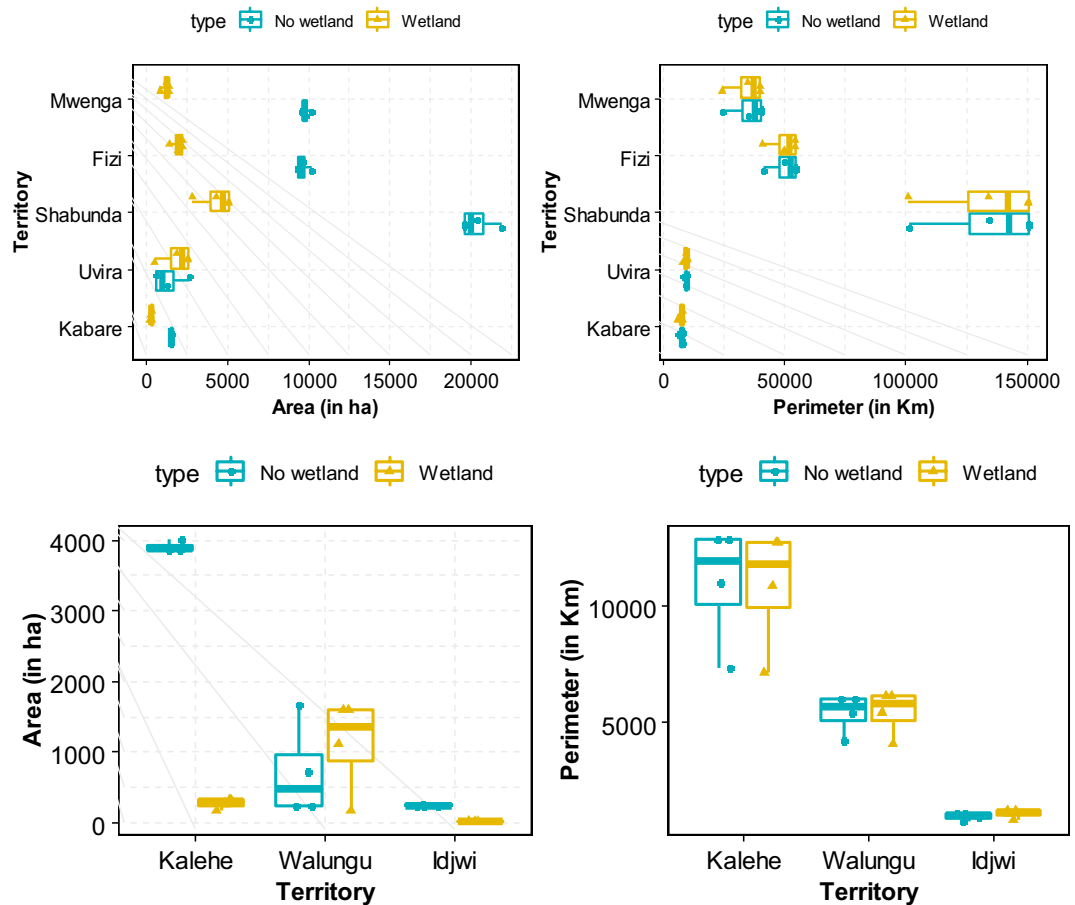 type No wetland Wetland
Territory
Mwenga
Fizi
Shabunda
Uvira
Kabare
0 5000 10000 15000 20000
Area (in ha)
type No wetland Wetland
Territory
Mwenga
Fizi
Shabunda
Uvira
Kabare
0 50000 100000 150000
Perimeter (in Km)
type No wetland Wetland
Area (in ha)
4000
3000
2000
1000
0
Kalehe Walungu Idjwi
Territory
type No wetland Wetland
Perimeter (in Km)
10000
5000
Kalehe Walungu Idjwi
Territory